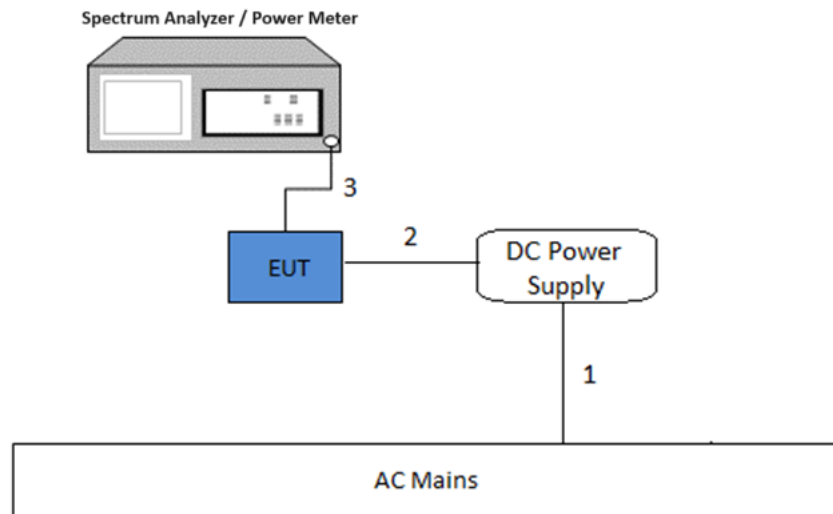 Spectrum Analyzer / Power Meter
3
2
EUT
DC Power
Supply
1
AC Mains